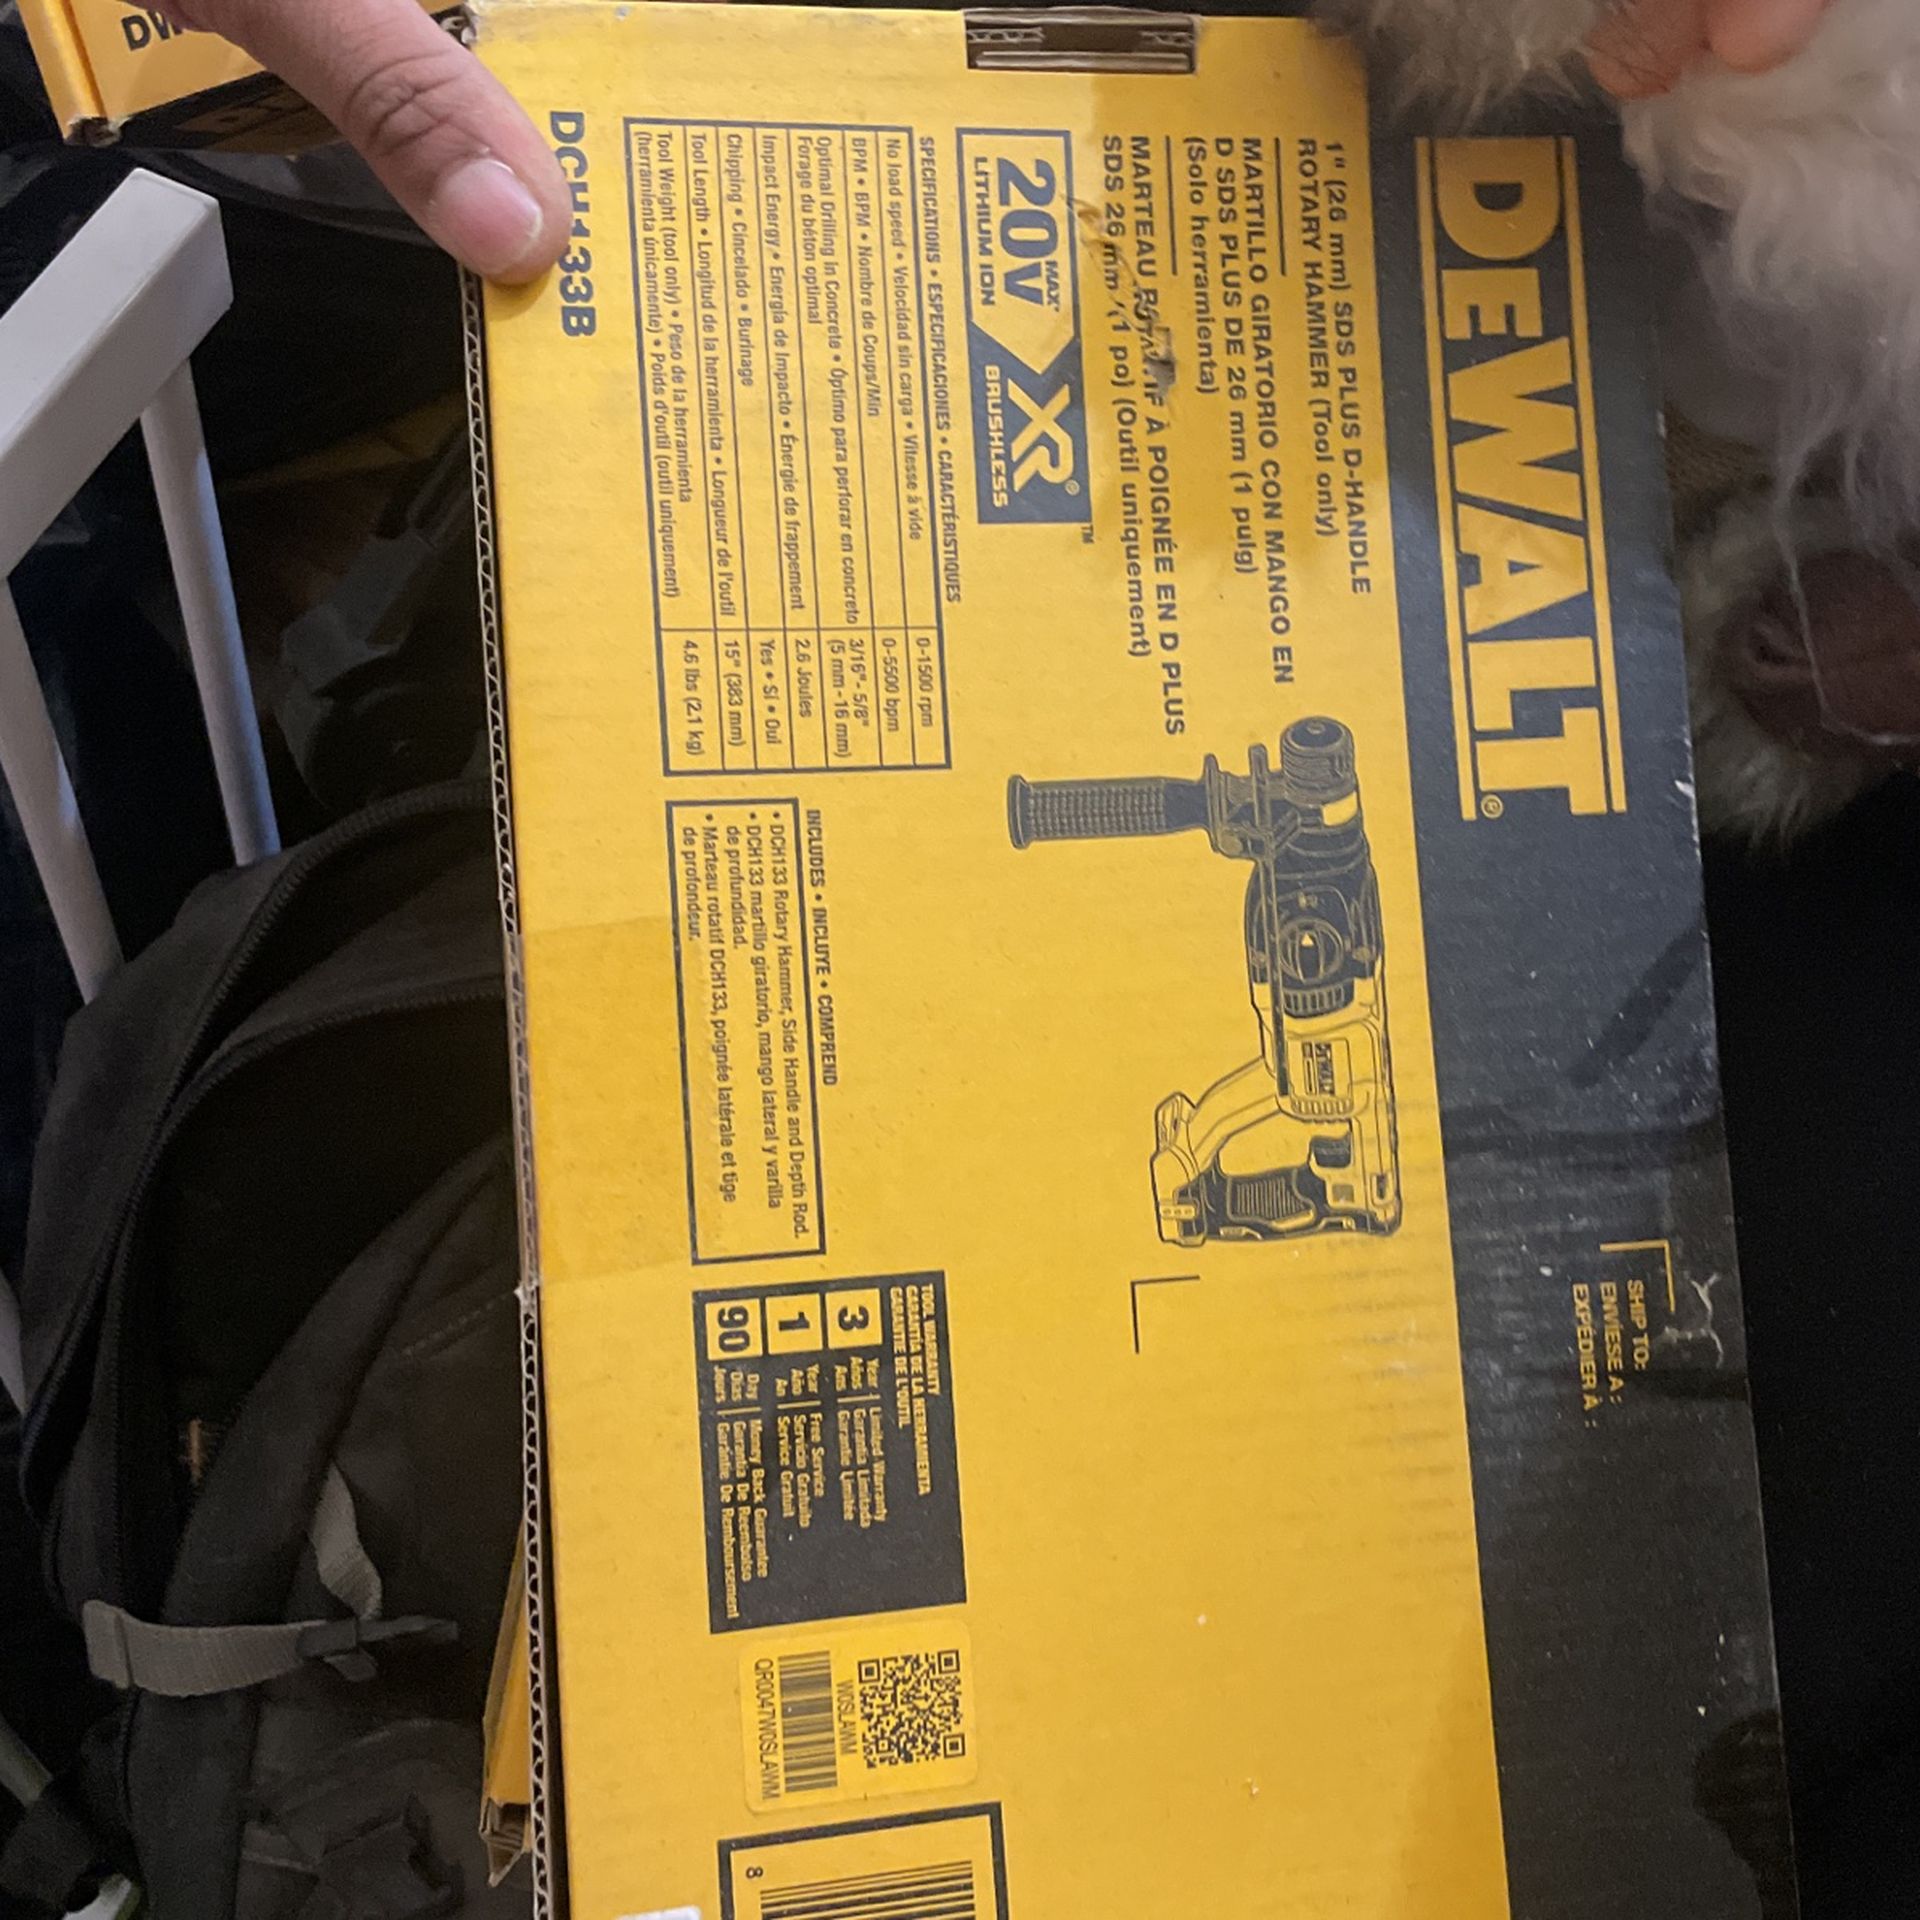 DEWALT®
1" (26 mm) SDS PLUS D-HANDLE
ROTARY HAMMER (Tool only)
MARTILLO GIRATORIO CON MANGO EN
D SDS PLUS DE 26 mm (1 pulg)
(Solo herramienta)
MARTEAU ROTATIF À POIGNÉE EN D PLUS
SDS 26 mm (1 po) (Outil uniquement)
20V MAX* XR® ™
LITHIUM ION BRUSHLESS
SPECIFICATIONS • ESPECIFICACIONES • CARACTÉRISTIQUES
No load speed • Velocidad sin carga • Vitesse à vide 0-1500 rpm
BPM • BPM • Nombre de Coups/Min 0-5500 bpm
Optimal Drilling in Concrete • Óptimo para perforar en concreto 3/16"- 5/8"
Forage du béton optimal (5 mm - 16 mm)
Impact Energy • Energía de Impacto • Énergie de frappement 2.6 Joules
Chipping • Cincelado • Burinage Yes • Sí • Oui
Tool Length • Longitud de la herramienta • Longueur de l'outil 15" (383 mm)
Tool Weight (tool only) • Peso de la herramienta 4.6 lbs (2.1 kg)
(herramienta únicamente) • Poids d'outil (outil uniquement)
DCH133B
INCLUDES • INCLUYE • COMPREND
• DCH133 Rotary Hammer, Side Handle and Depth Rod.
• DCH133 martillo giratorio, mango lateral y varilla
de profundidad.
• Marteau rotatif DCH133, poignée latérale et tige
de profondeur.
DEWALT
TOOL WARRANTY
GARANTÍA DE LA HERRAMIENTA
GARANTIE DE L'OUTIL
3 Year Limited Warranty
Años Garantía Limitada
Ans Garantie Limitée
1 Year Free Service
Año Servicio Gratuito
An Service Gratuit
90 Day Money Back Guarantee
Días Garantía De Reembolso
Jours Garantie De Remboursement
SHIP TO:
ENVÍESE A :
EXPÉDIER À :
W0SLAWM
QR0047W0SLAWM
8